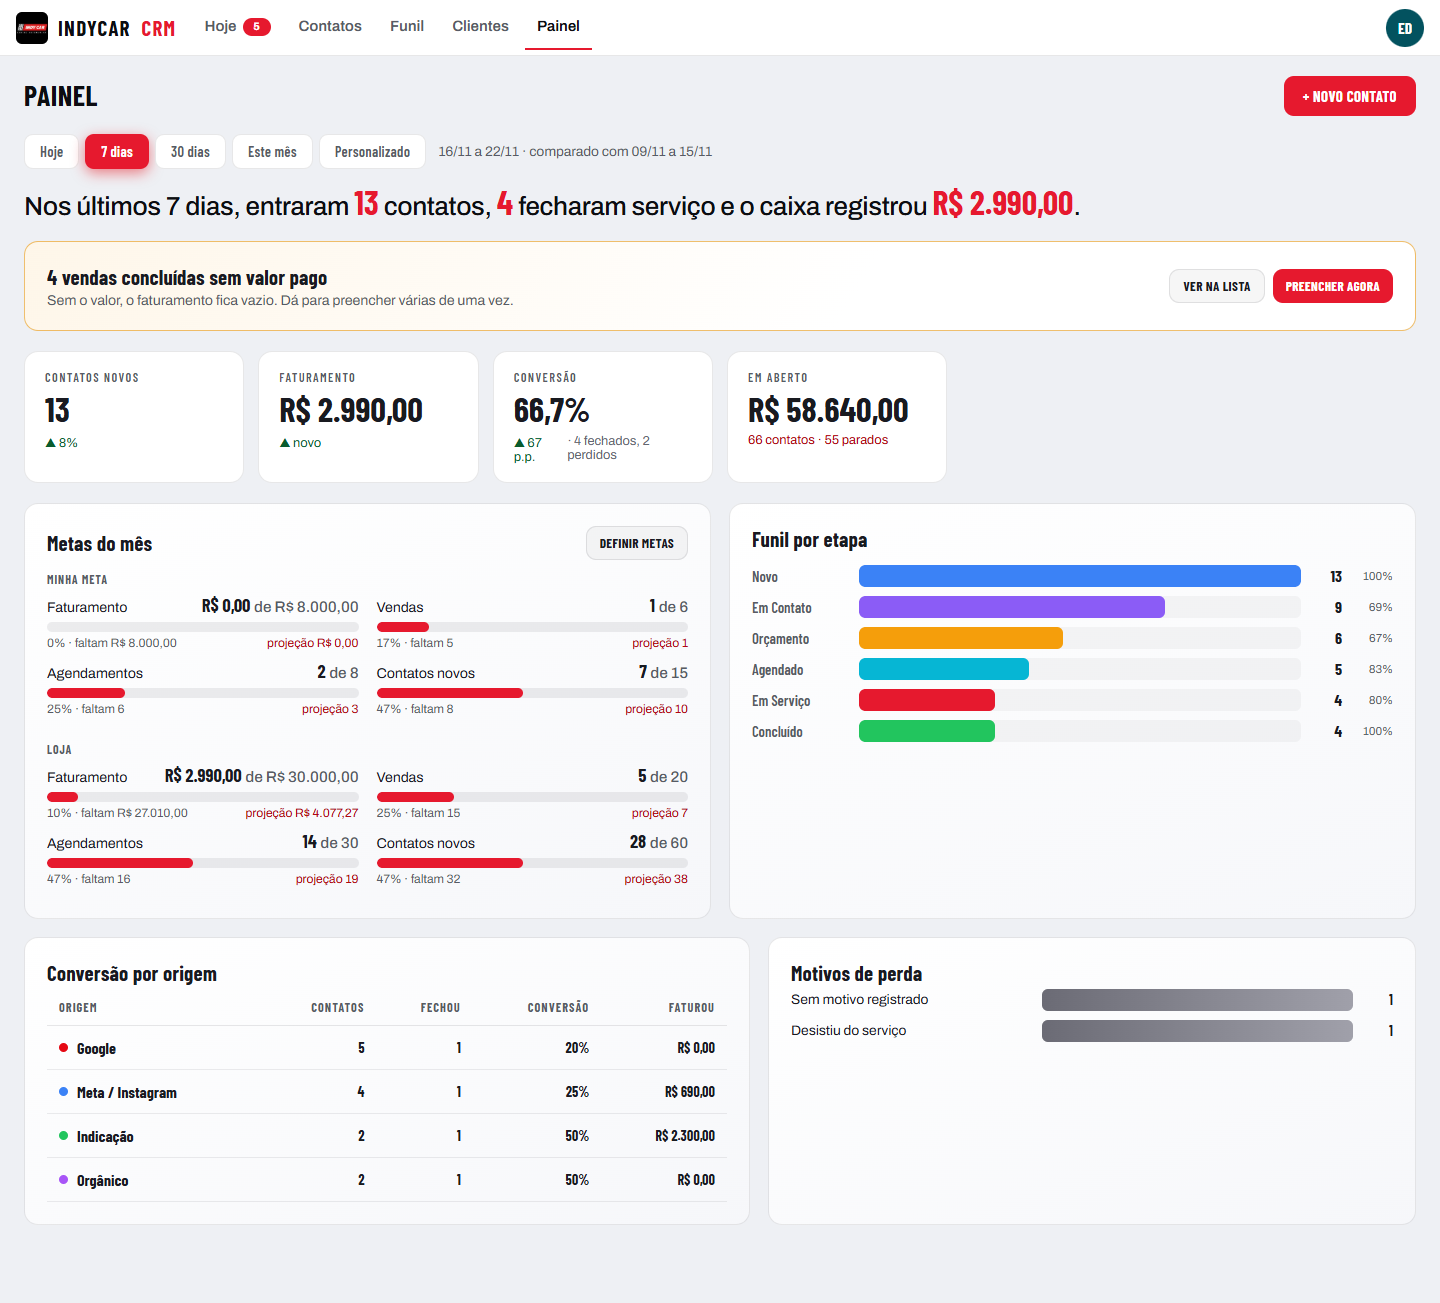 INDYCAR CRM
Hoje 5
Contatos
Funil
Clientes
Painel
ED
PAINEL
+ NOVO CONTATO
Hoje
7 dias
30 dias
Este mês
Personalizado
16/11 a 22/11 · comparado com 09/11 a 15/11
Nos últimos 7 dias, entraram 13 contatos, 4 fecharam serviço e o caixa registrou R$ 2.990,00.
4 vendas concluídas sem valor pago
Sem o valor, o faturamento fica vazio. Dá para preencher várias de uma vez.
VER NA LISTA
PREENCHER AGORA
CONTATOS NOVOS
13
▲ 8%
FATURAMENTO
R$ 2.990,00
▲ novo
CONVERSÃO
66,7%
▲ 67 p.p.
· 4 fechados, 2 perdidos
EM ABERTO
R$ 58.640,00
66 contatos · 55 parados
Metas do mês
DEFINIR METAS
MINHA META
Faturamento R$ 0,00 de R$ 8.000,00
0% · faltam R$ 8.000,00 projeção R$ 0,00
Vendas 1 de 6
17% · faltam 5 projeção 1
Agendamentos 2 de 8
25% · faltam 6 projeção 3
Contatos novos 7 de 15
47% · faltam 8 projeção 10
LOJA
Faturamento R$ 2.990,00 de R$ 30.000,00
10% · faltam R$ 27.010,00 projeção R$ 4.077,27
Vendas 5 de 20
25% · faltam 15 projeção 7
Agendamentos 14 de 30
47% · faltam 16 projeção 19
Contatos novos 28 de 60
47% · faltam 32 projeção 38
Funil por etapa
Novo 13 100%
Em Contato 9 69%
Orçamento 6 67%
Agendado 5 83%
Em Serviço 4 80%
Concluído 4 100%
Conversão por origem
ORIGEM CONTATOS FECHOU CONVERSÃO FATUROU
Google 5 1 20% R$ 0,00
Meta / Instagram 4 1 25% R$ 690,00
Indicação 2 1 50% R$ 2.300,00
Orgânico 2 1 50% R$ 0,00
Motivos de perda
Sem motivo registrado 1
Desistiu do serviço 1